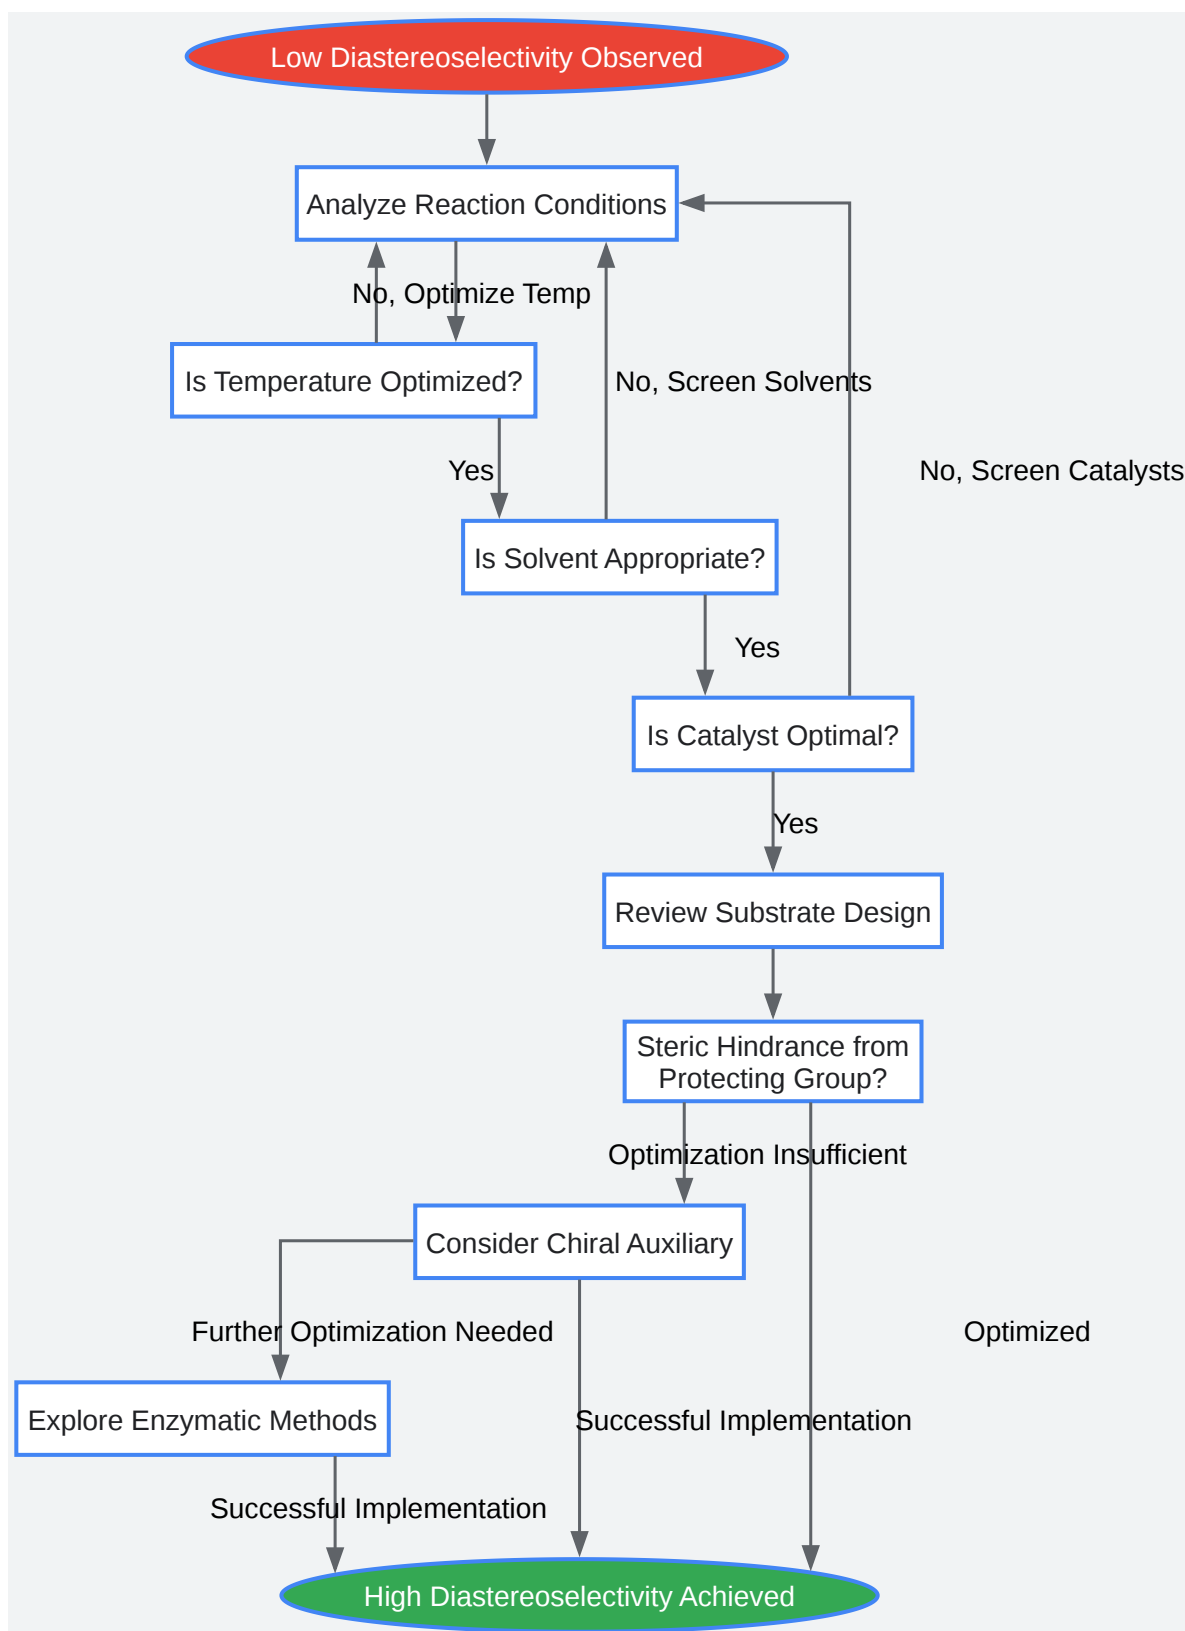 Low Diastereoselectivity Observed
Analyze Reaction Conditions
No, Optimize Temp
Is Temperature Optimized?
No, Screen Solvents
Yes
No, Screen Catalysts
Is Solvent Appropriate?
Yes
Is Catalyst Optimal?
Yes
Review Substrate Design
Steric Hindrance from
Protecting Group?
Optimization Insufficient
Consider Chiral Auxiliary
Further Optimization Needed
Optimized
Explore Enzymatic Methods
Successful Implementation
Successful Implementation
High Diastereoselectivity Achieved